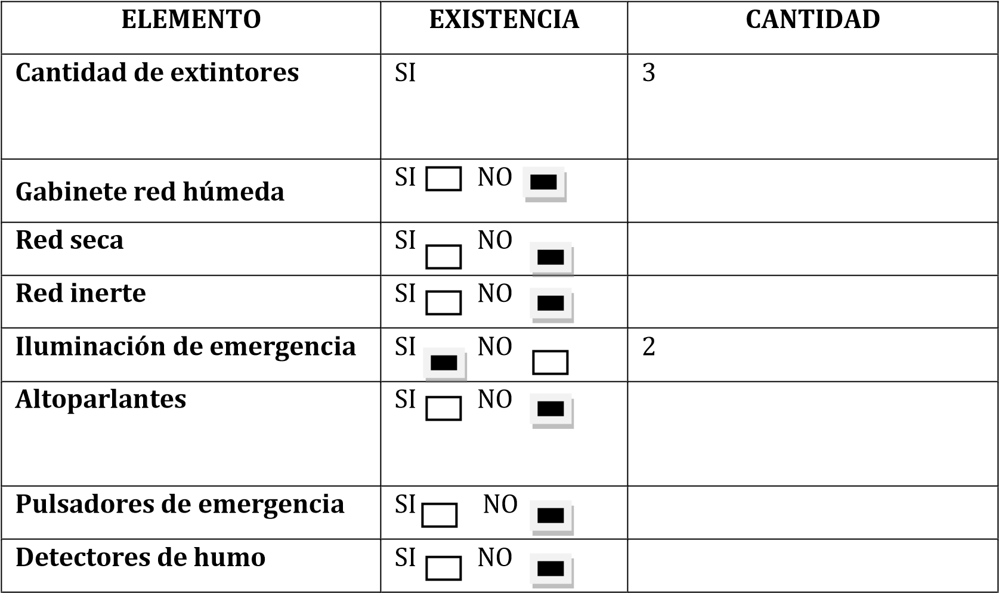 ELEMENTO EXISTENCIA CANTIDAD
Cantidad de extintores SI 3
Gabinete red húmeda SI NO
Red seca SI NO
Red inerte SI NO
Iluminación de emergencia SI NO 2
Altoparlantes SI NO
Pulsadores de emergencia SI NO
Detectores de humo SI NO